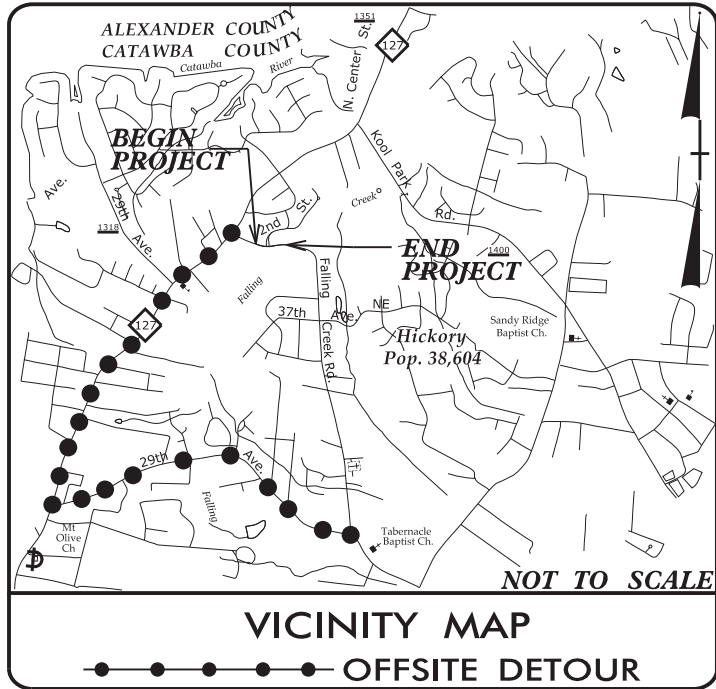 ALEXANDER COUNTY
CATAWBA COUNTY
1351
N. Center St.
127
Catawba River
BEGIN
PROJECT
Kool Park Rd.
Ave.
29th Ave.
1318
Creek
2nd St.
END
PROJECT
1400
Falling
Falling Creek Rd.
37th Ave. NE
127
Hickory
Pop. 38,604
Sandy Ridge
Baptist Ch.
29th Ave.
Falling
Mt
Olive
Ch
Tabernacle
Baptist Ch.
NOT TO SCALE
VICINITY MAP
OFFSITE DETOUR